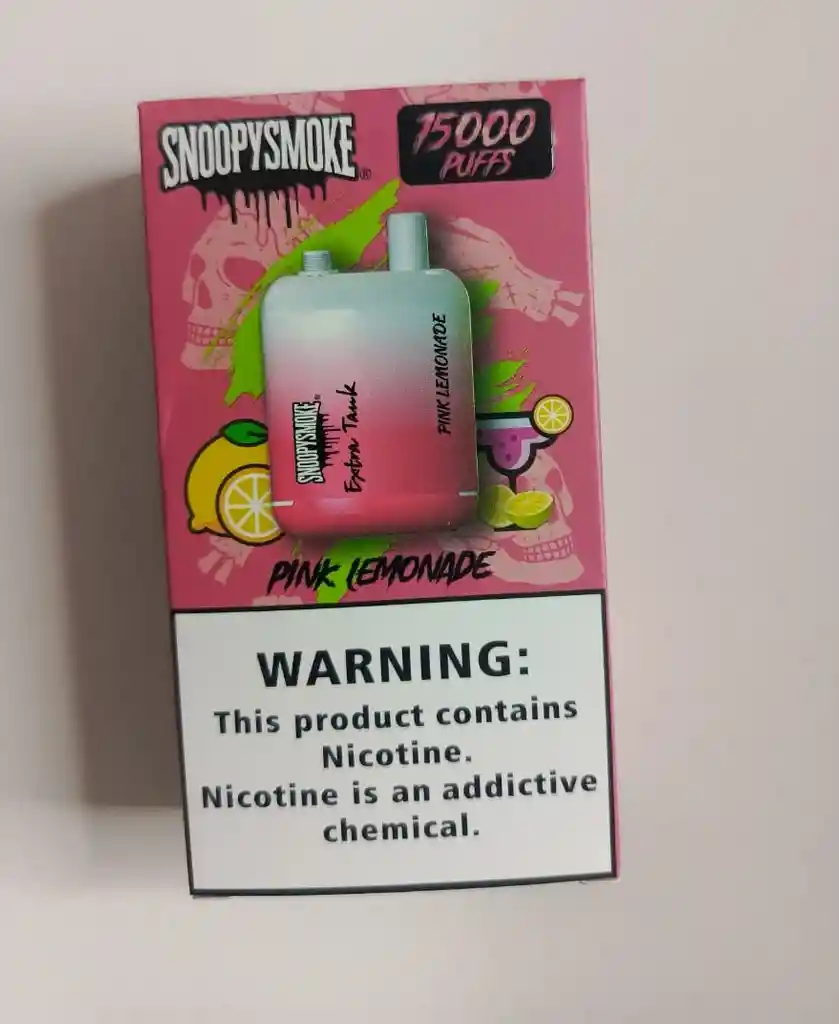 SNOOPYSMOKE®
15000
PUFFS
SNOOPYSMOKE®
Extra Tank
PINK LEMONADE
PINK LEMONADE
WARNING:
This product contains
Nicotine.
Nicotine is an addictive
chemical.